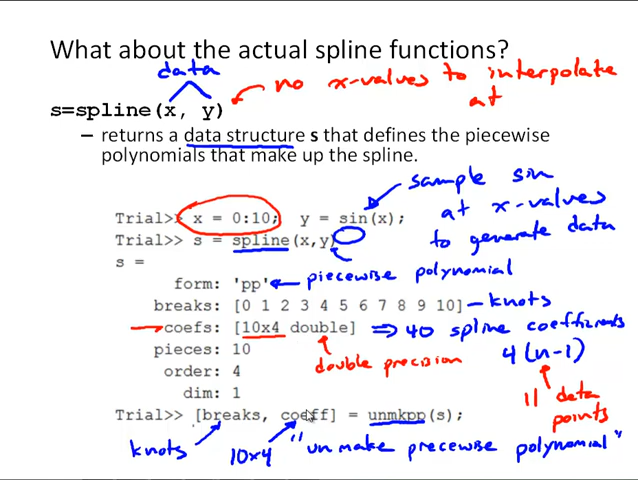 What about the actual spline functions?
data
no x-values to interpolate
at
s=spline(x, y)
– returns a data structure s that defines the piecewise
polynomials that make up the spline.
sample sin
at x-values
to generate data
Trial>> x = 0:10; y = sin(x);
Trial>> s = spline(x,y)
s =
form: 'pp' piecewise polynomial
breaks: [0 1 2 3 4 5 6 7 8 9 10] knots
coefs: [10x4 double] ⇒ 40 spline coefficients
double precision
4(n-1)
pieces: 10
order: 4
dim: 1
11 data
points
Trial>> [breaks, coeff] = unmkpp(s);
knots 10x4 "unmake precewise polynomial"